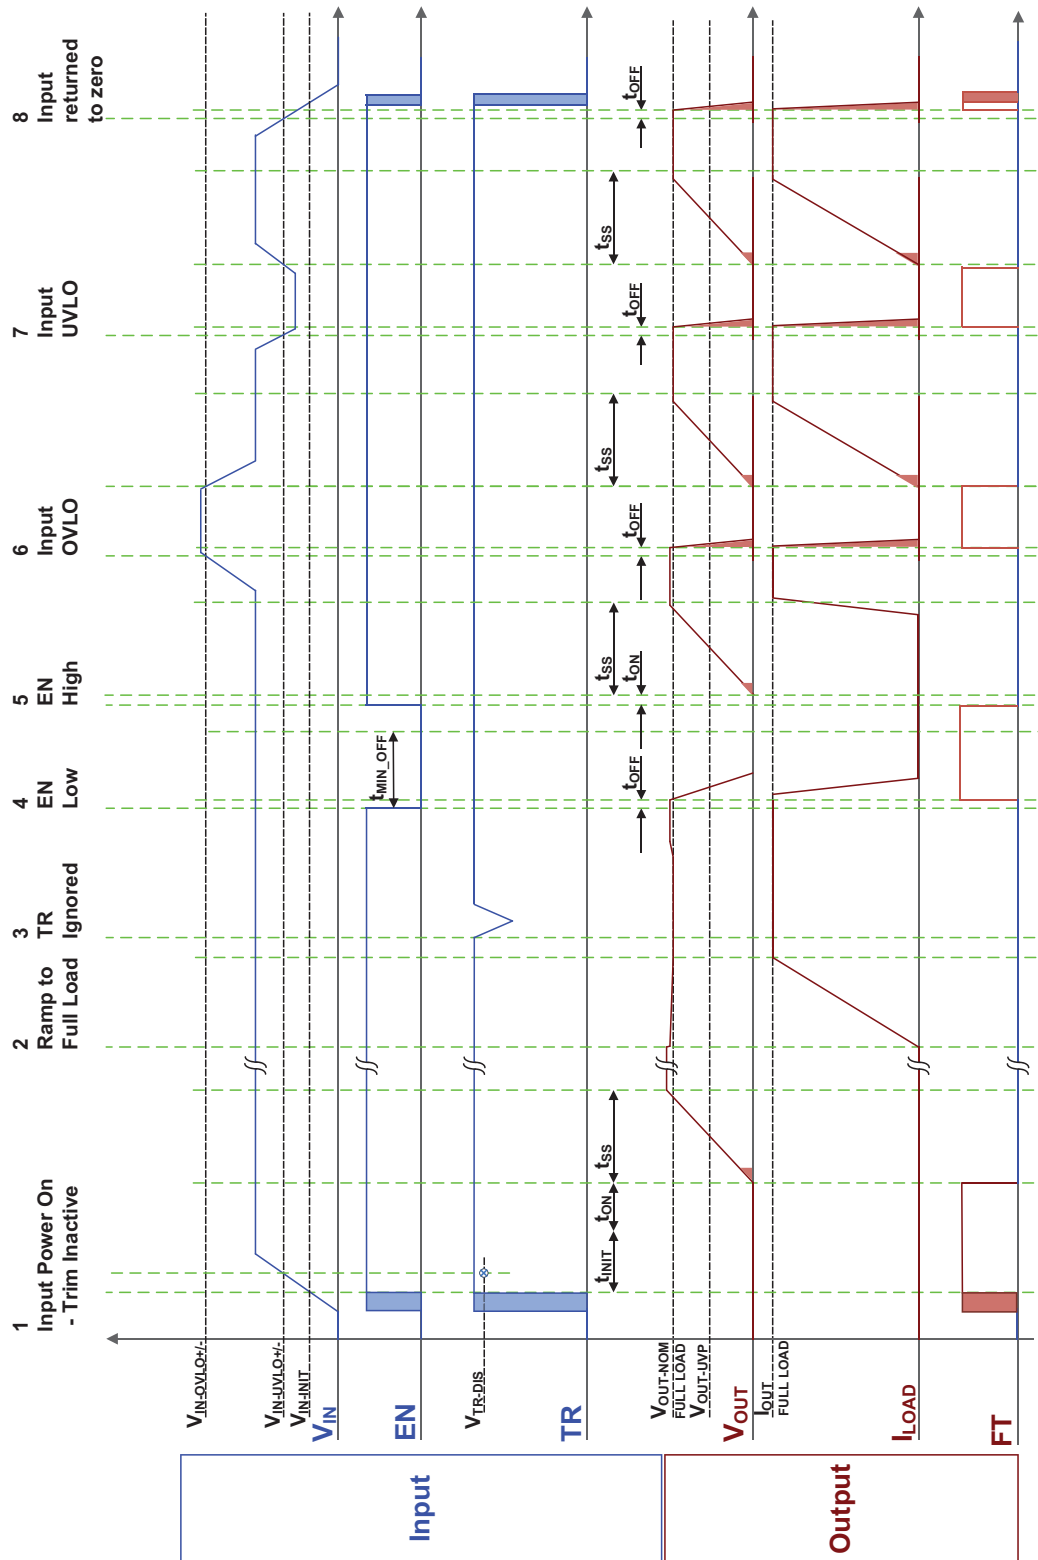 1
Input Power On
- Trim Inactive
2
Ramp to
Full Load
3
TR
Ignored
4
EN
Low
5
EN
High
6
Input
OVLO
7
Input
UVLO
8
Input
returned
to zero
Input
VIN-OVLO+/-
VIN-UVLO+/-
VIN-INIT
VIN
EN
tMIN_OFF
VTR-DIS
TR
tINIT
tON
tSS
tOFF
tON
tSS
tOFF
tSS
tOFF
tSS
tOFF
Output
VOUT-NOM
FULL LOAD
VOUT-UVP
VOUT
IOUT
FULL LOAD
ILOAD
FT